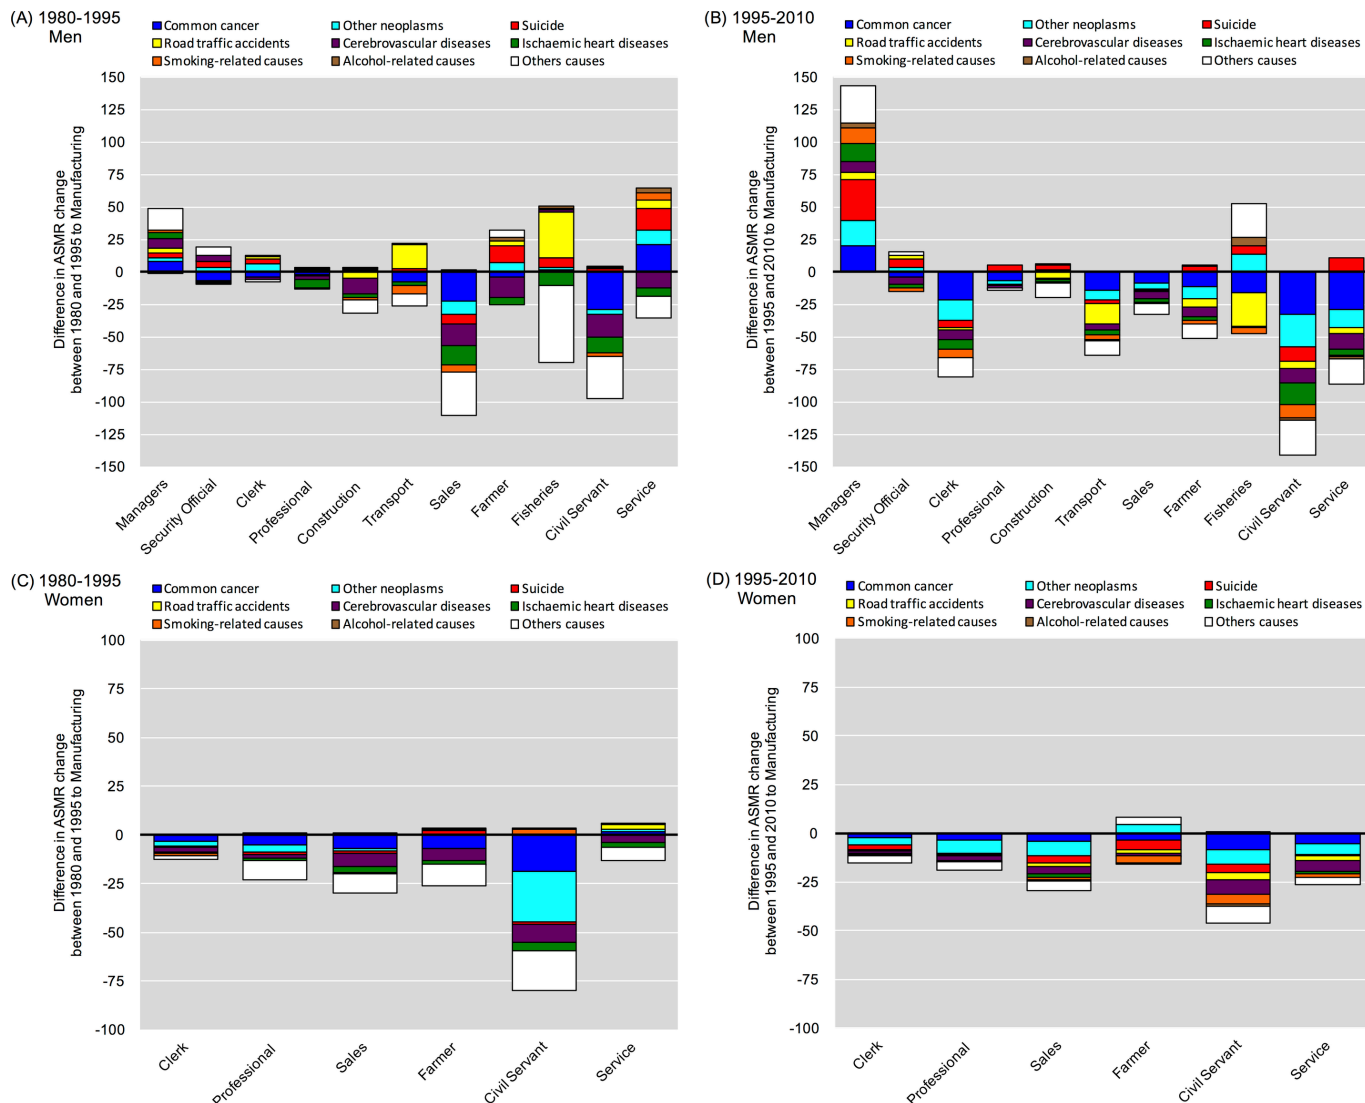 (A) 1980-1995
Men
Common cancer
Other neoplasms
Suicide
Road traffic accidents
Cerebrovascular diseases
Ischaemic heart diseases
Smoking-related causes
Alcohol-related causes
Others causes
Difference in ASMR change
between 1980 and 1995 to Manufacturing
150
125
100
75
50
25
0
-25
-50
-75
-100
-125
-150
Managers
Security Official
Clerk
Professional
Construction
Transport
Sales
Farmer
Fisheries
Civil Servant
Service
(B) 1995-2010
Men
Common cancer
Other neoplasms
Suicide
Road traffic accidents
Cerebrovascular diseases
Ischaemic heart diseases
Smoking-related causes
Alcohol-related causes
Others causes
Difference in ASMR change
between 1995 and 2010 to Manufacturing
150
125
100
75
50
25
0
-25
-50
-75
-100
-125
-150
Managers
Security Official
Clerk
Professional
Construction
Transport
Sales
Farmer
Fisheries
Civil Servant
Service
(C) 1980-1995
Women
Common cancer
Other neoplasms
Suicide
Road traffic accidents
Cerebrovascular diseases
Ischaemic heart diseases
Smoking-related causes
Alcohol-related causes
Others causes
Difference in ASMR change
between 1980 and 1995 to Manufacturing
100
75
50
25
0
-25
-50
-75
-100
Clerk
Professional
Sales
Farmer
Civil Servant
Service
(D) 1995-2010
Women
Common cancer
Other neoplasms
Suicide
Road traffic accidents
Cerebrovascular diseases
Ischaemic heart diseases
Smoking-related causes
Alcohol-related causes
Others causes
Difference in ASMR change
between 1995 and 2010 to Manufacturing
100
75
50
25
0
-25
-50
-75
-100
Clerk
Professional
Sales
Farmer
Civil Servant
Service